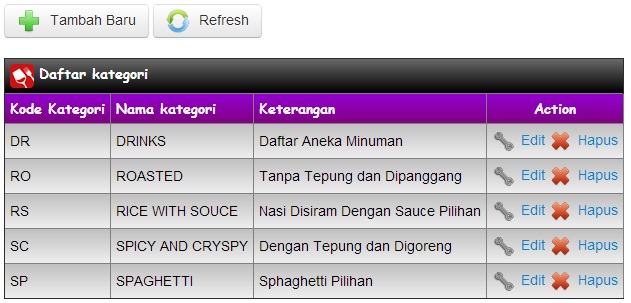 Tambah Baru Refresh
Daftar kategori
Kode Kategori Nama kategori Keterangan Action
DR DRINKS Daftar Aneka Minuman Edit Hapus
RO ROASTED Tanpa Tepung dan Dipanggang Edit Hapus
RS RICE WITH SOUCE Nasi Disiram Dengan Sauce Pilihan Edit Hapus
SC SPICY AND CRYSPY Dengan Tepung dan Digoreng Edit Hapus
SP SPAGHETTI Sphaghetti Pilihan Edit Hapus